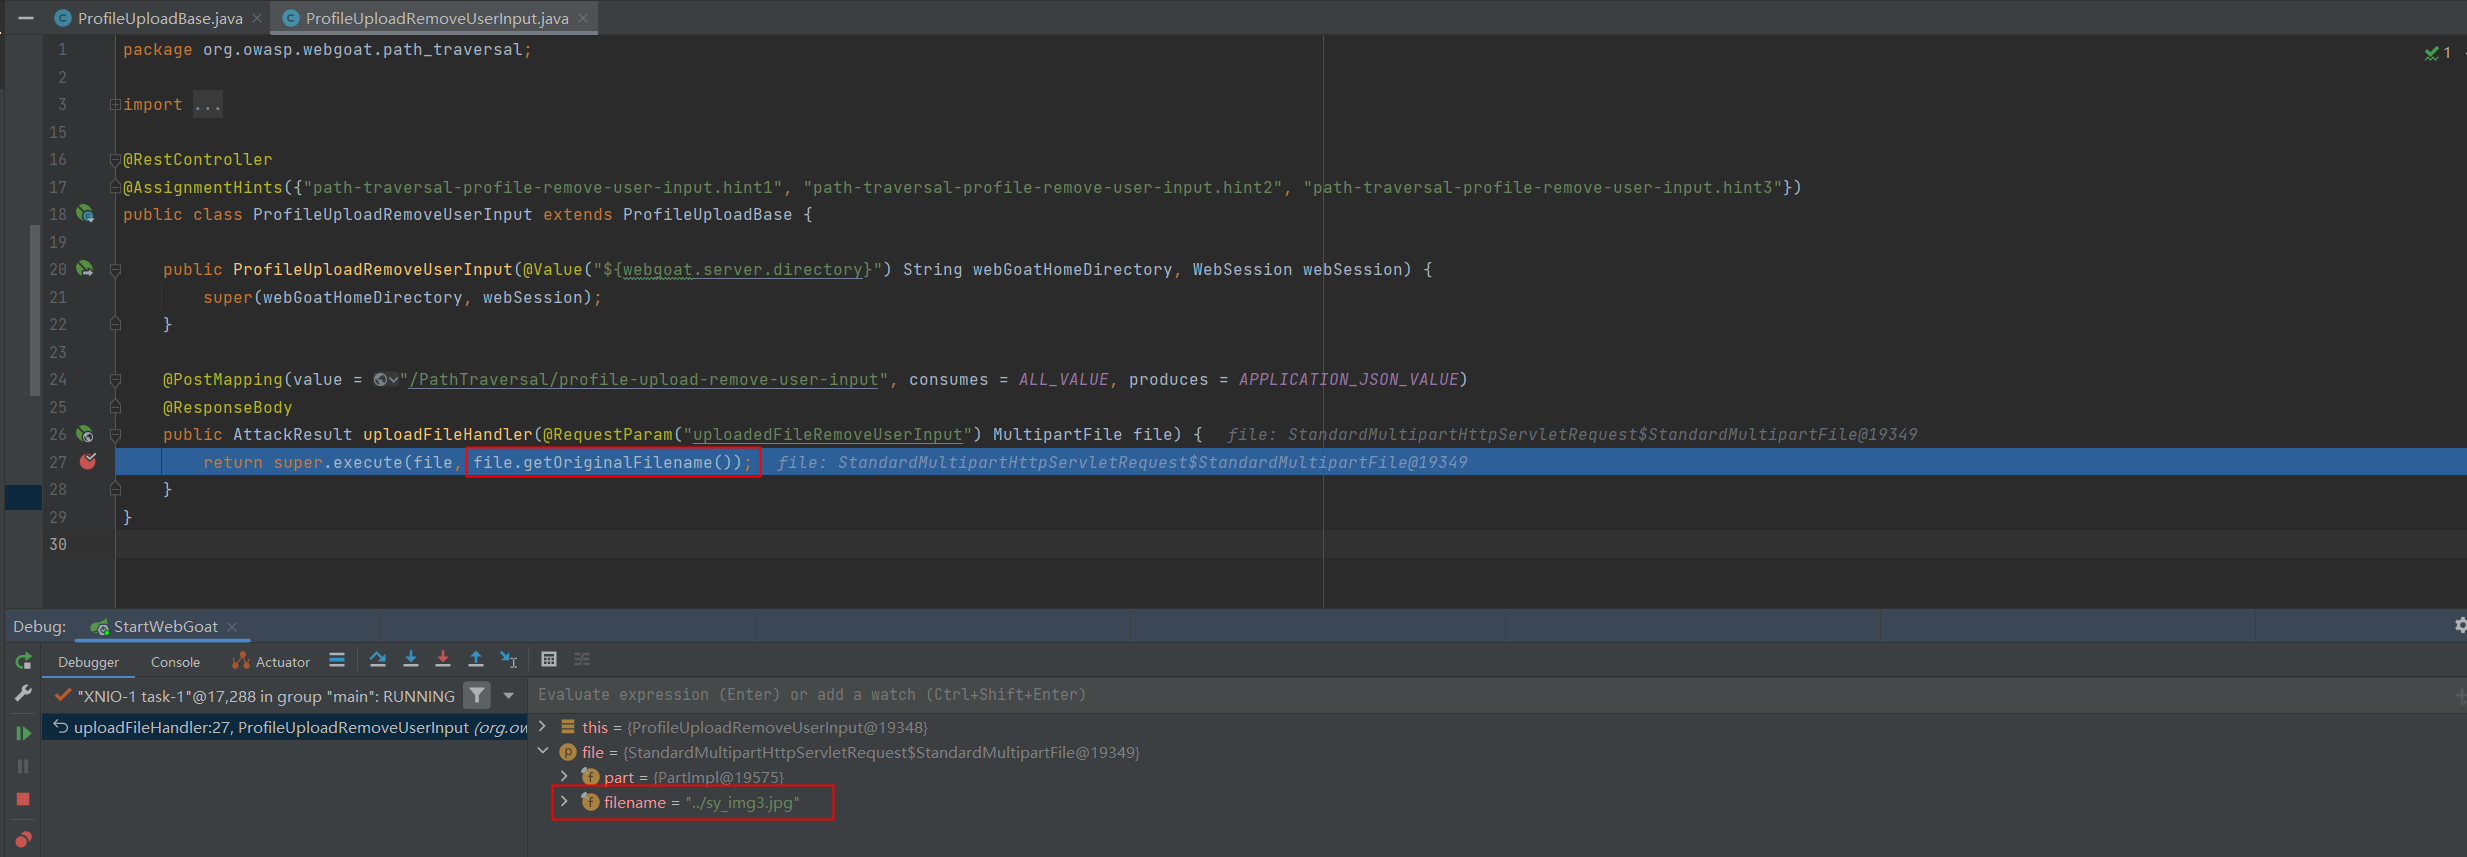 ProfileUploadBase.java ProfileUploadRemoveUserInput.java
1 package org.owasp.webgoat.path_traversal;
1
2
3 import ...
15
16 @RestController
17 @AssignmentHints({"path-traversal-profile-remove-user-input.hint1", "path-traversal-profile-remove-user-input.hint2", "path-traversal-profile-remove-user-input.hint3"})
18 public class ProfileUploadRemoveUserInput extends ProfileUploadBase {
19
20 public ProfileUploadRemoveUserInput(@Value("${webgoat.server.directory}") String webGoatHomeDirectory, WebSession webSession) {
21 super(webGoatHomeDirectory, webSession);
22 }
23
24 @PostMapping(value = "/PathTraversal/profile-upload-remove-user-input", consumes = ALL_VALUE, produces = APPLICATION_JSON_VALUE)
25 @ResponseBody
26 public AttackResult uploadFileHandler(@RequestParam("uploadedFileRemoveUserInput") MultipartFile file) { file: StandardMultipartHttpServletRequest$StandardMultipartFile@19349
27 return super.execute(file, file.getOriginalFilename()); file: StandardMultipartHttpServletRequest$StandardMultipartFile@19349
28 }
29 }
30
Debug: StartWebGoat
Debugger Console Actuator
"XNIO-1 task-1"@17,288 in group "main": RUNNING
Evaluate expression (Enter) or add a watch (Ctrl+Shift+Enter)
uploadFileHandler:27, ProfileUploadRemoveUserInput (org.ow
this = {ProfileUploadRemoveUserInput@19348}
file = {StandardMultipartHttpServletRequest$StandardMultipartFile@19349}
part = {PartImpl@19575}
filename = "../sy_img3.jpg"